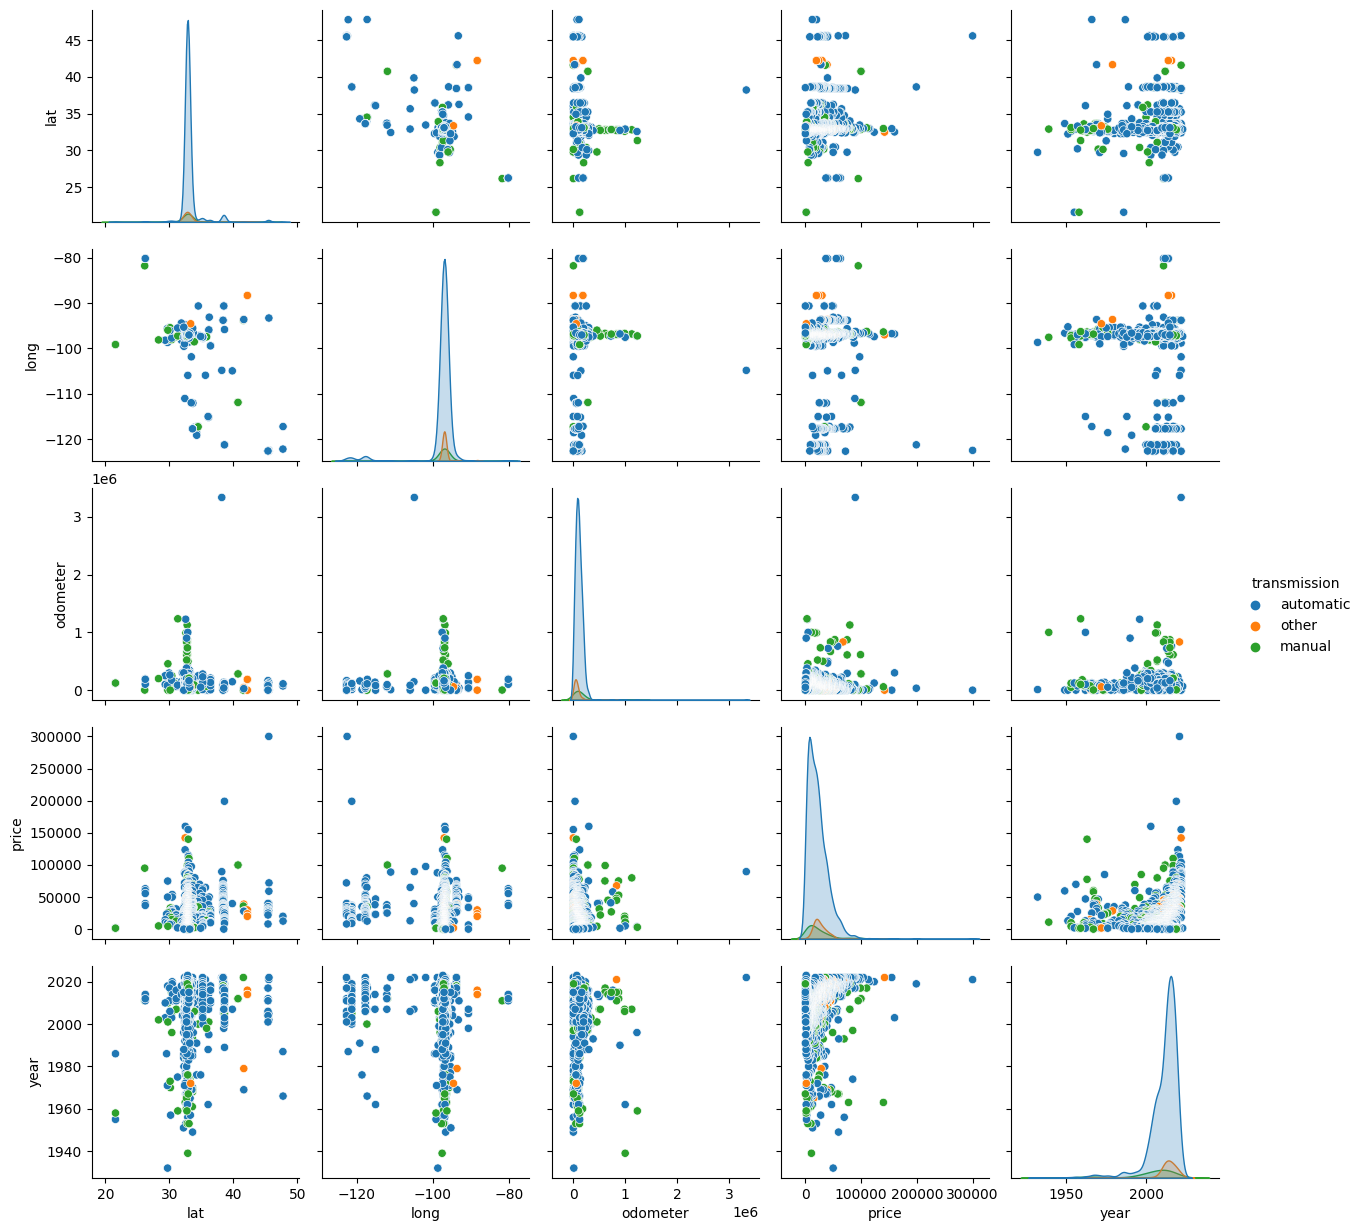 45
40
35
30
25
lat
−80
−90
−100
−110
−120
long
1e6
3
2
1
0
odometer
transmission
automatic
other
manual
300000
250000
200000
150000
100000
50000
0
price
2020
2000
1980
1960
1940
year
20 30 40 50 −120 −100 −80 0 1 2 3 0 100000 200000 300000 1950 2000
lat long odometer 1e6 price year